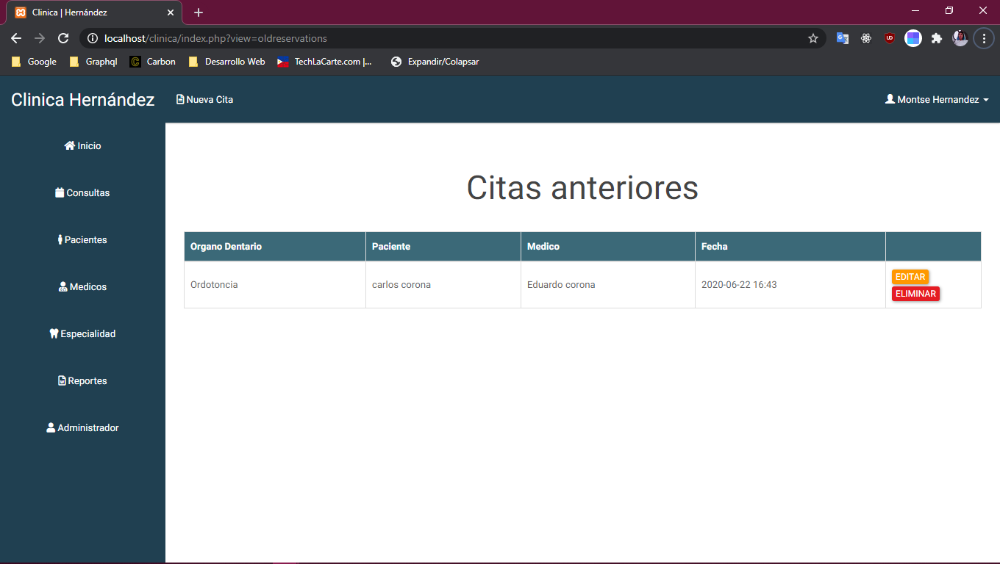 Clinica | Hernández
localhost/clinica/index.php?view=oldreservations
Google Graphql Carbon Desarrollo Web TechLaCarte.com |... Expandir/Colapsar
Clinica Hernández Nueva Cita Montse Hernandez
Inicio
Consultas
Pacientes
Medicos
Especialidad
Reportes
Administrador
Citas anteriores
Organo Dentario Paciente Medico Fecha
Ordotoncia carlos corona Eduardo corona 2020-06-22 16:43 EDITAR
ELIMINAR